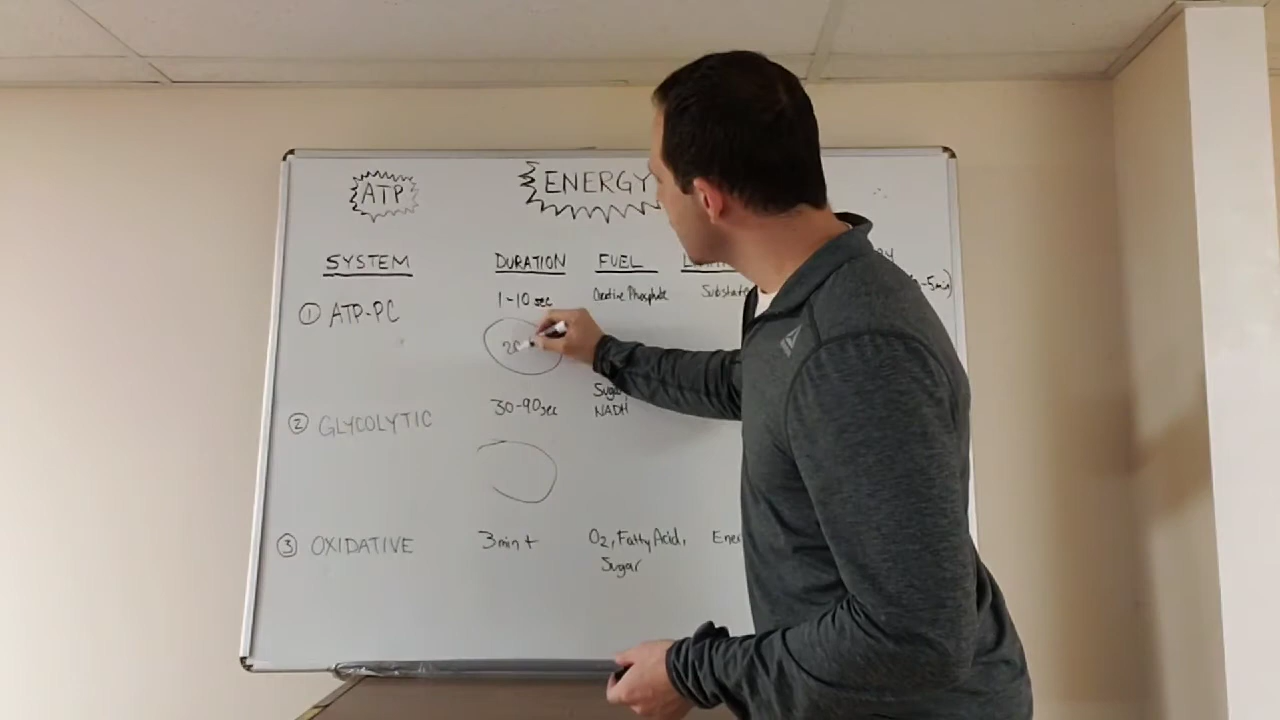 ATP ENERGY
SYSTEM DURATION FUEL
① ATP-PC 1-10 sec Creatine Phosphate Substrate
30-90sec Sugar
② GLYCOLYTIC NADH
③ OXIDATIVE 3min+ O2, Fatty Acid,
Sugar